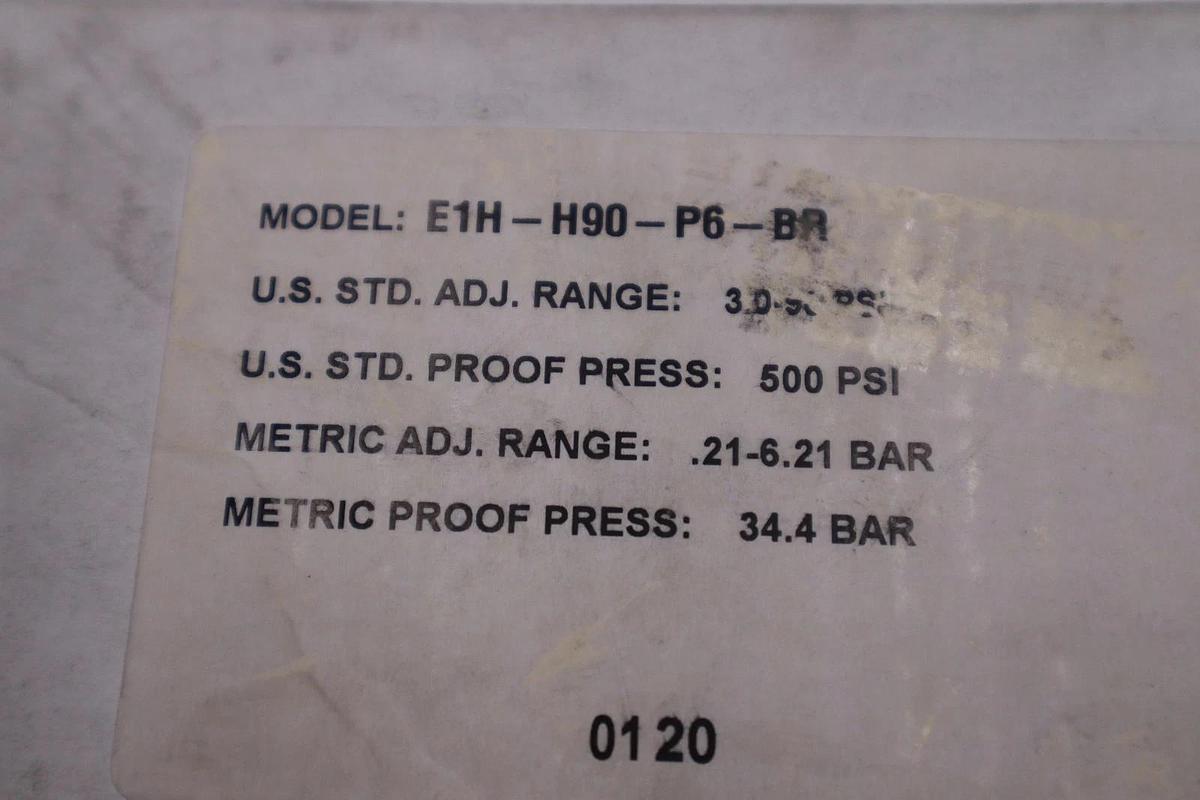 MODEL: E1H-H90-P6-BR
U.S. STD. ADJ. RANGE: PSI
U.S. STD. PROOF PRESS: 500 PSI
METRIC ADJ. RANGE: .21-6.21 BAR
METRIC PROOF PRESS: 34.4 BAR
0120